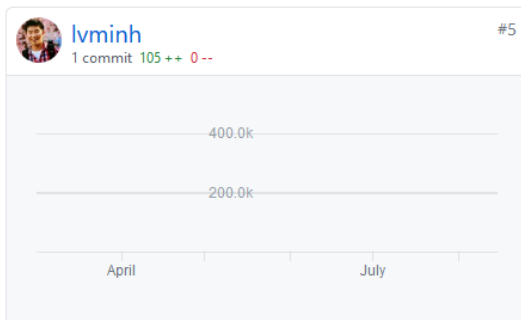 lvminh
#5
1 commit 105 ++ 0 --
400.0k
200.0k
April July